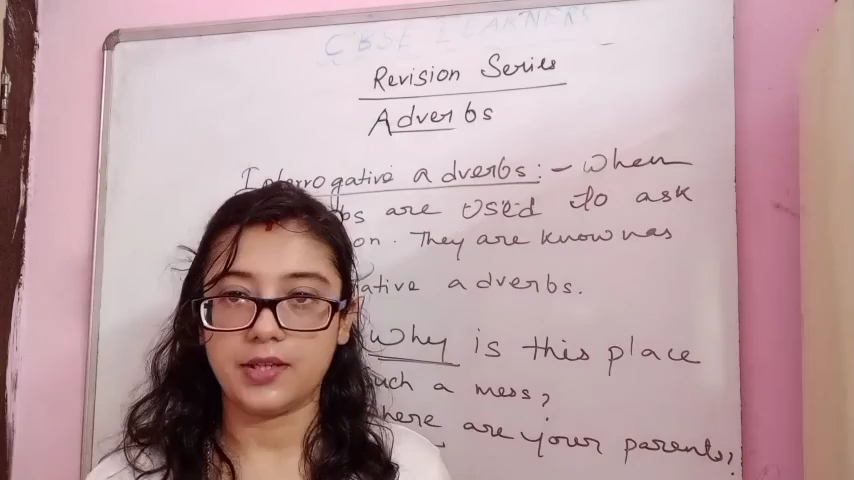 CBSE LEARNERS
Revision Series
Adverbs
Interrogative adverbs:- When
bs are used to ask
on. They are known as
ative adverbs.
Why is this place
uch a mess?
here are your parents?